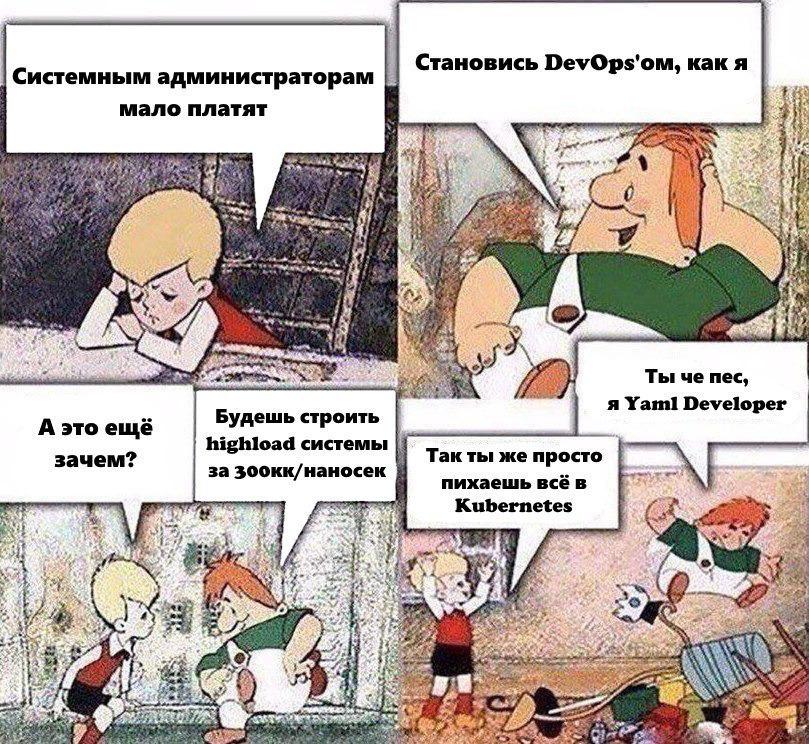 Системным администраторам
мало платят
Становись DevOps'ом, как я
А это ещё
зачем?
Будешь строить
highload системы
за 300кк/наносек
Так ты же просто
пихаешь всё в
Kubernetes
Ты че пес,
я Yaml Developer